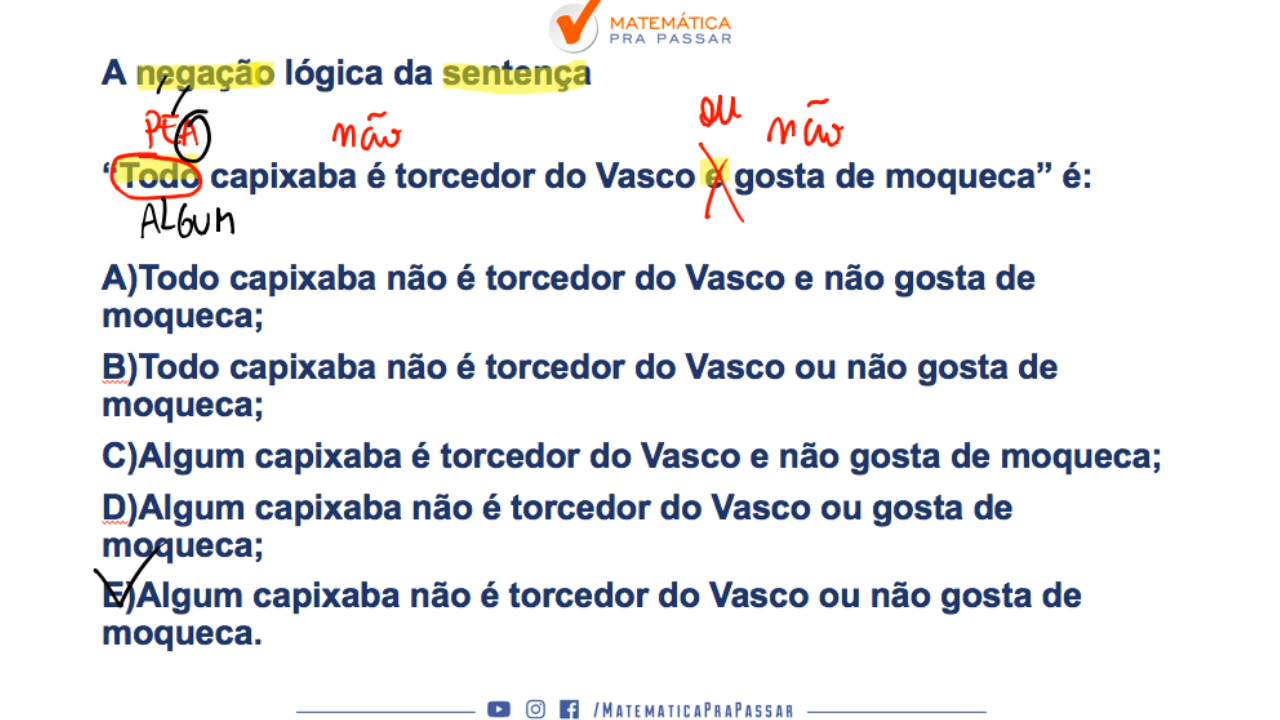 MATEMÁTICA
PRA PASSAR
A negação lógica da sentença
PEA não OU não
“Todo capixaba é torcedor do Vasco e gosta de moqueca” é:
ALGUM
A)Todo capixaba não é torcedor do Vasco e não gosta de
moqueca;
B)Todo capixaba não é torcedor do Vasco ou não gosta de
moqueca;
C)Algum capixaba é torcedor do Vasco e não gosta de moqueca;
D)Algum capixaba não é torcedor do Vasco ou gosta de
moqueca;
E)Algum capixaba não é torcedor do Vasco ou não gosta de
moqueca.
/MATEMATICAPRAPASSAR